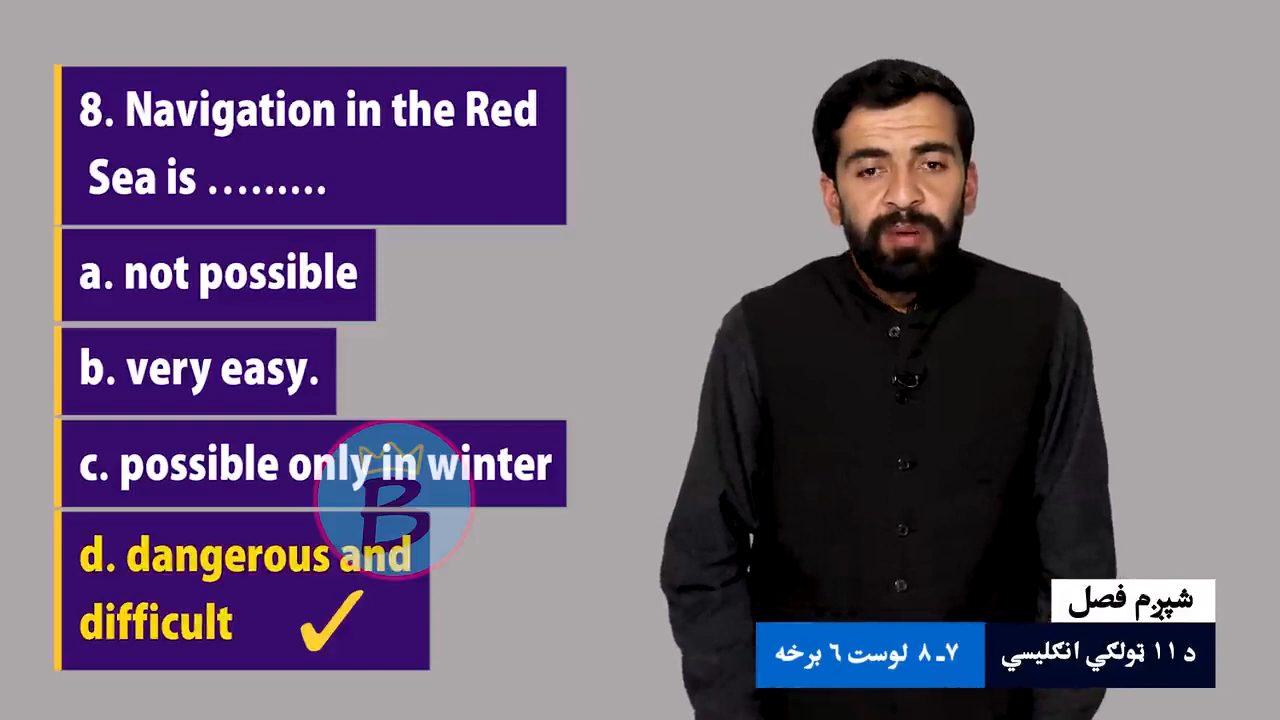 8. Navigation in the Red
Sea is .........
a. not possible
b. very easy.
c. possible only in winter
B
d. dangerous and
difficult
شپږم فصل
د ۱۱ ټولګي انګلیسي
۷ـ ۸ لوست ٦ برخه